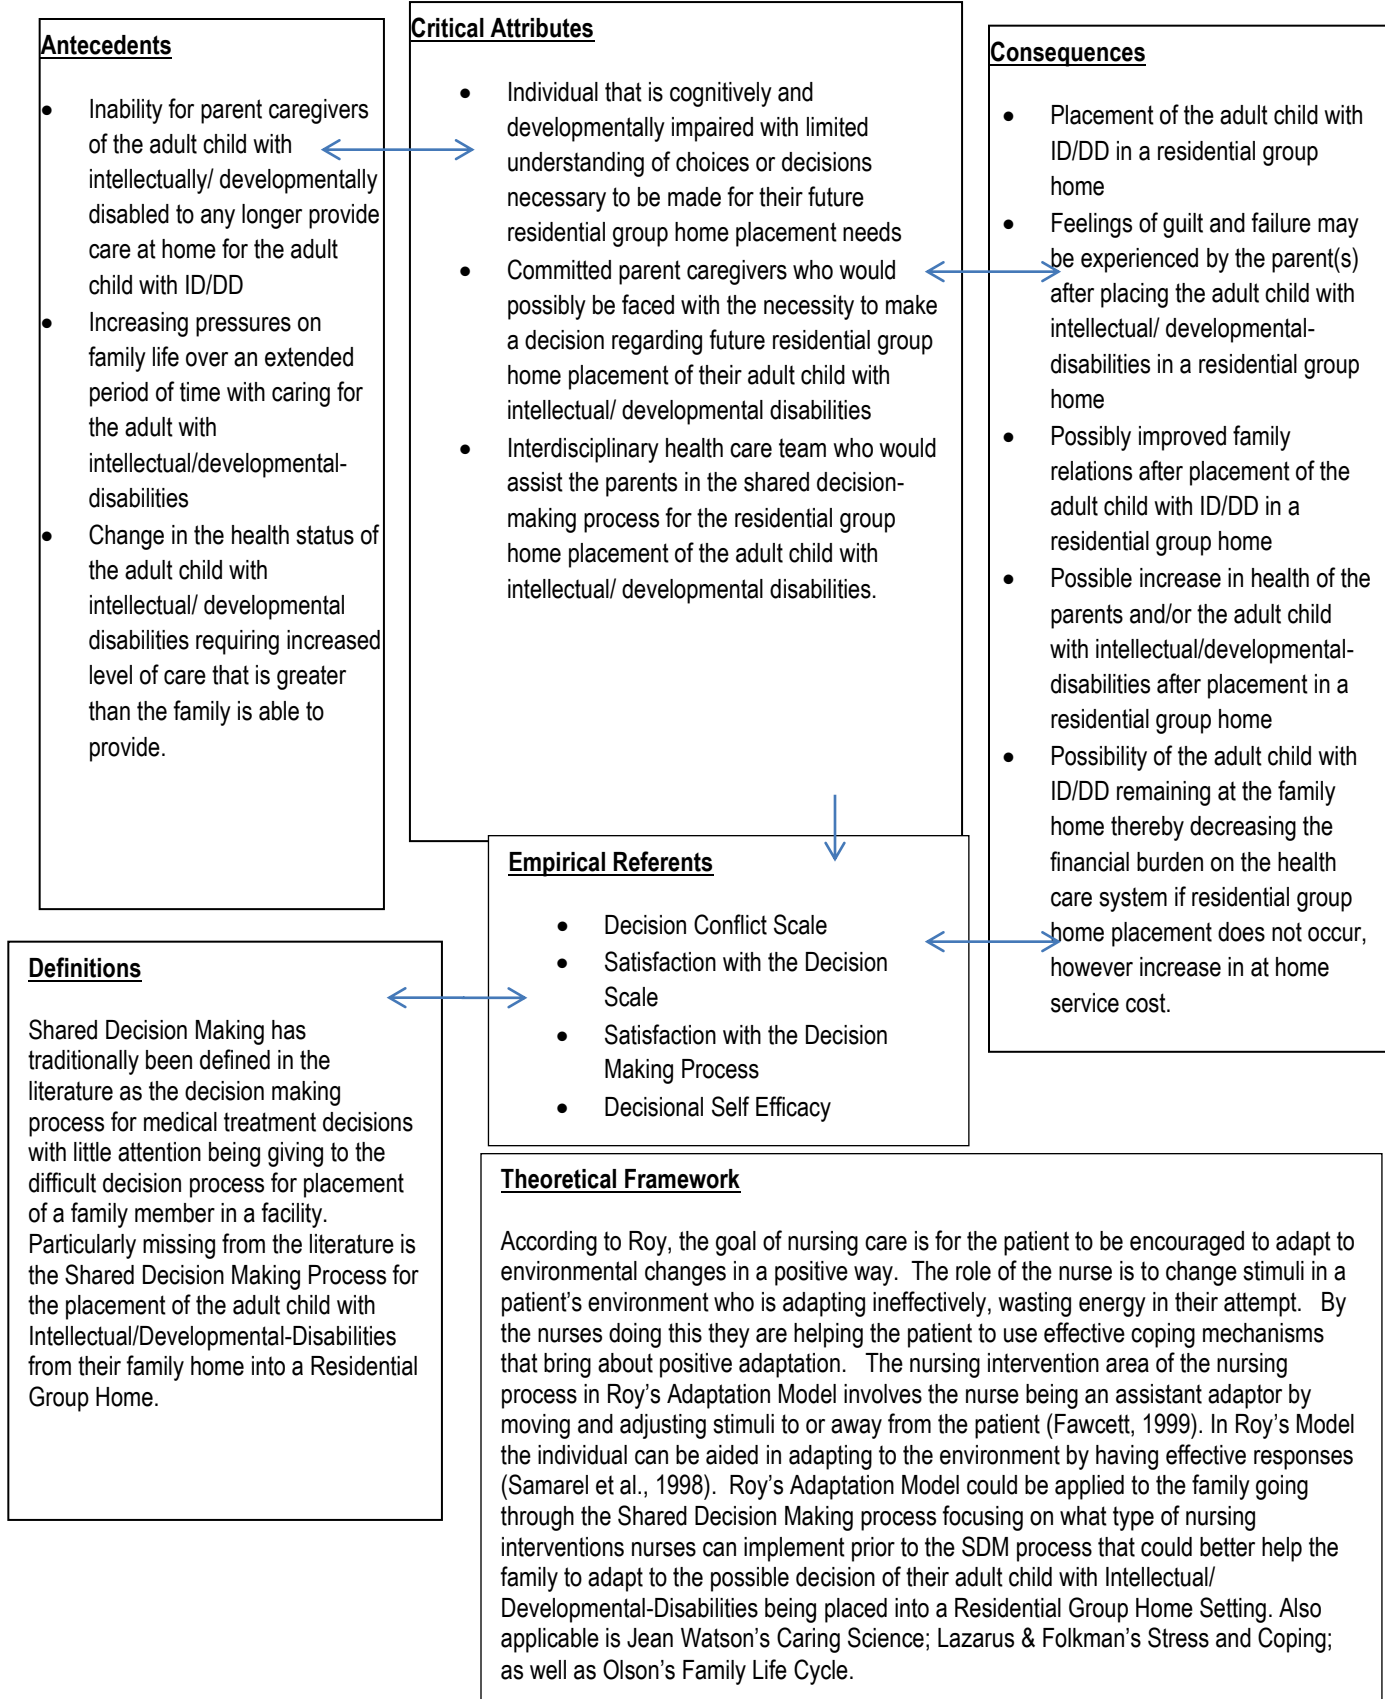 Antecedents
• Inability for parent caregivers
of the adult child with
intellectually/ developmentally
disabled to any longer provide
care at home for the adult
child with ID/DD
• Increasing pressures on
family life over an extended
period of time with caring for
the adult with
intellectual/developmental-
disabilities
• Change in the health status of
the adult child with
intellectual/ developmental
disabilities requiring increased
level of care that is greater
than the family is able to
provide.
Critical Attributes
• Individual that is cognitively and
developmentally impaired with limited
understanding of choices or decisions
necessary to be made for their future
residential group home placement needs
• Committed parent caregivers who would
possibly be faced with the necessity to make
a decision regarding future residential group
home placement of their adult child with
intellectual/ developmental disabilities
• Interdisciplinary health care team who would
assist the parents in the shared decision-
making process for the residential group
home placement of the adult child with
intellectual/ developmental disabilities.
Consequences
• Placement of the adult child with
ID/DD in a residential group
home
• Feelings of guilt and failure may
be experienced by the parent(s)
after placing the adult child with
intellectual/ developmental-
disabilities in a residential group
home
• Possibly improved family
relations after placement of the
adult child with ID/DD in a
residential group home
• Possible increase in health of the
parents and/or the adult child
with intellectual/developmental-
disabilities after placement in a
residential group home
• Possibility of the adult child with
ID/DD remaining at the family
home thereby decreasing the
financial burden on the health
care system if residential group
home placement does not occur,
however increase in at home
service cost.
Empirical Referents
• Decision Conflict Scale
• Satisfaction with the Decision
Scale
• Satisfaction with the Decision
Making Process
• Decisional Self Efficacy
Definitions
Shared Decision Making has
traditionally been defined in the
literature as the decision making
process for medical treatment decisions
with little attention being giving to the
difficult decision process for placement
of a family member in a facility.
Particularly missing from the literature is
the Shared Decision Making Process for
the placement of the adult child with
Intellectual/Developmental-Disabilities
from their family home into a Residential
Group Home.
Theoretical Framework
According to Roy, the goal of nursing care is for the patient to be encouraged to adapt to
environmental changes in a positive way.  The role of the nurse is to change stimuli in a
patient’s environment who is adapting ineffectively, wasting energy in their attempt.   By
the nurses doing this they are helping the patient to use effective coping mechanisms
that bring about positive adaptation.   The nursing intervention area of the nursing
process in Roy’s Adaptation Model involves the nurse being an assistant adaptor by
moving and adjusting stimuli to or away from the patient (Fawcett, 1999). In Roy’s Model
the individual can be aided in adapting to the environment by having effective responses
(Samarel et al., 1998).  Roy’s Adaptation Model could be applied to the family going
through the Shared Decision Making process focusing on what type of nursing
interventions nurses can implement prior to the SDM process that could better help the
family to adapt to the possible decision of their adult child with Intellectual/
Developmental-Disabilities being placed into a Residential Group Home Setting. Also
applicable is Jean Watson’s Caring Science; Lazarus & Folkman’s Stress and Coping;
as well as Olson’s Family Life Cycle.